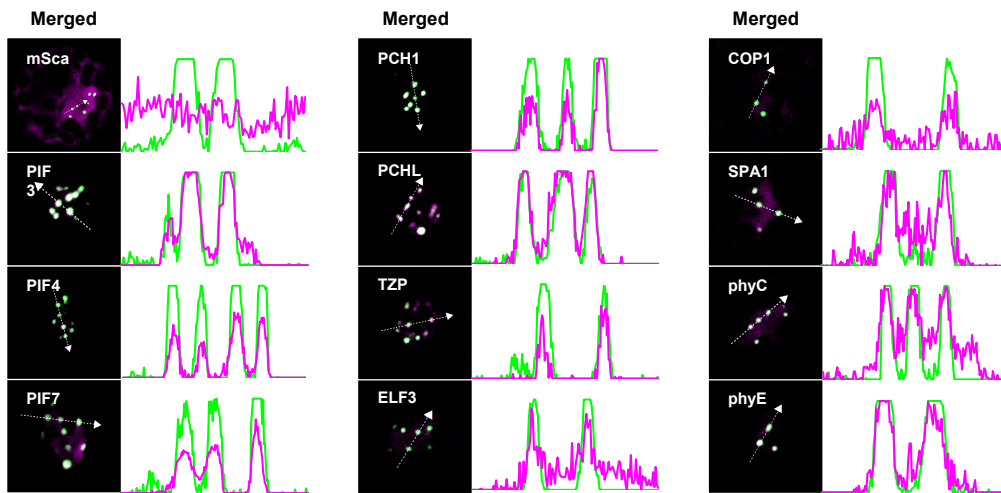 Merged
Merged
Merged
mSca
PCH1
COP1
PIF
3
PCHL
SPA1
PIF4
TZP
phyC
PIF7
ELF3
phyE